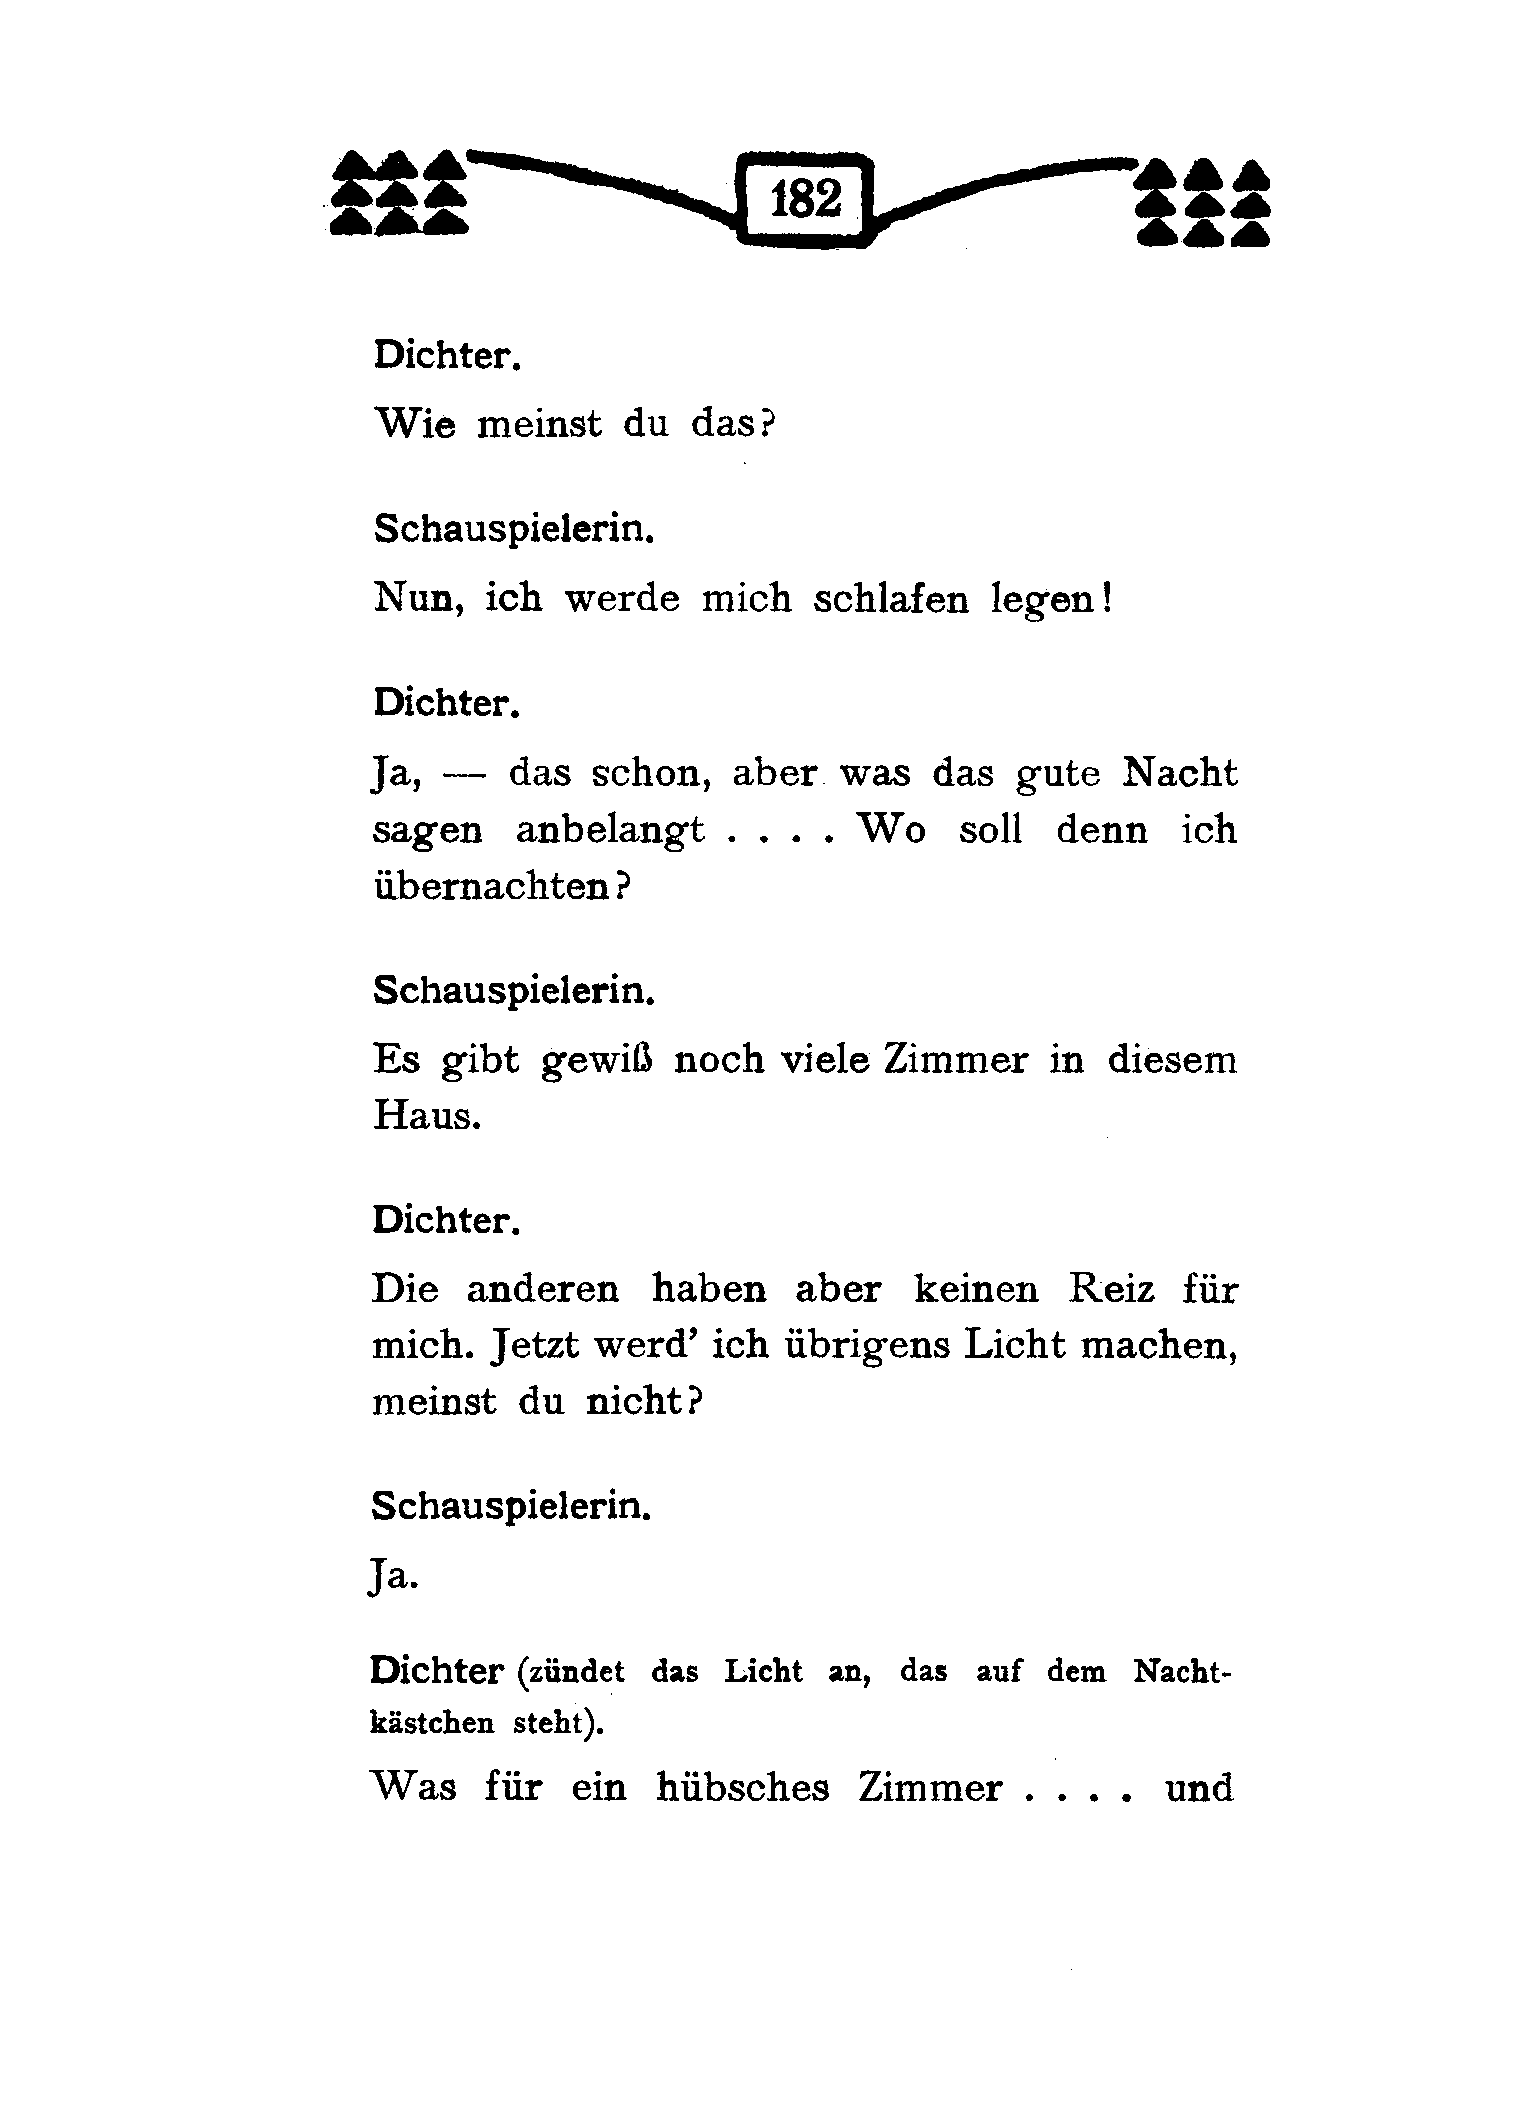 182
Dichter.
Wie meinst du das?
Schauspielerin.
Nun, ich werde mich schlafen legen!
Dichter.
Ja, — das schon, aber was das gute Nacht
sagen anbelangt . . . . Wo soll denn ich
übernachten?
Schauspielerin.
Es gibt gewiß noch viele Zimmer in diesem
Haus.
Dichter.
Die anderen haben aber keinen Reiz für
mich. Jetzt werd’ ich übrigens Licht machen,
meinst du nicht?
Schauspielerin.
Ja.
Dichter (zündet das Licht an, das auf dem Nacht-
kästchen steht).
Was für ein hübsches Zimmer . . . . und